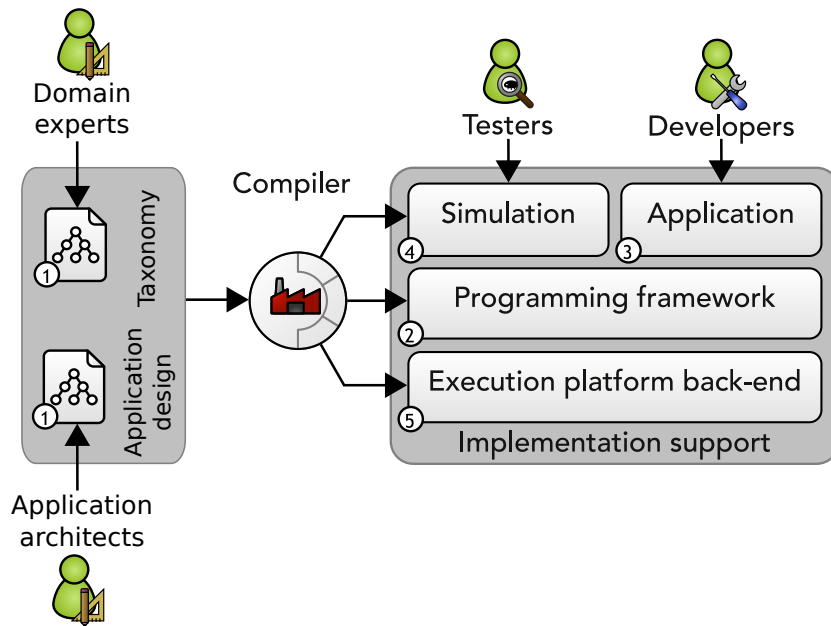 Domain
experts
Testers
Developers
Taxonomy
1
Compiler
Simulation
4
Application
3
Programming framework
2
Application
design
1
Execution platform back-end
5
Implementation support
Application
architects